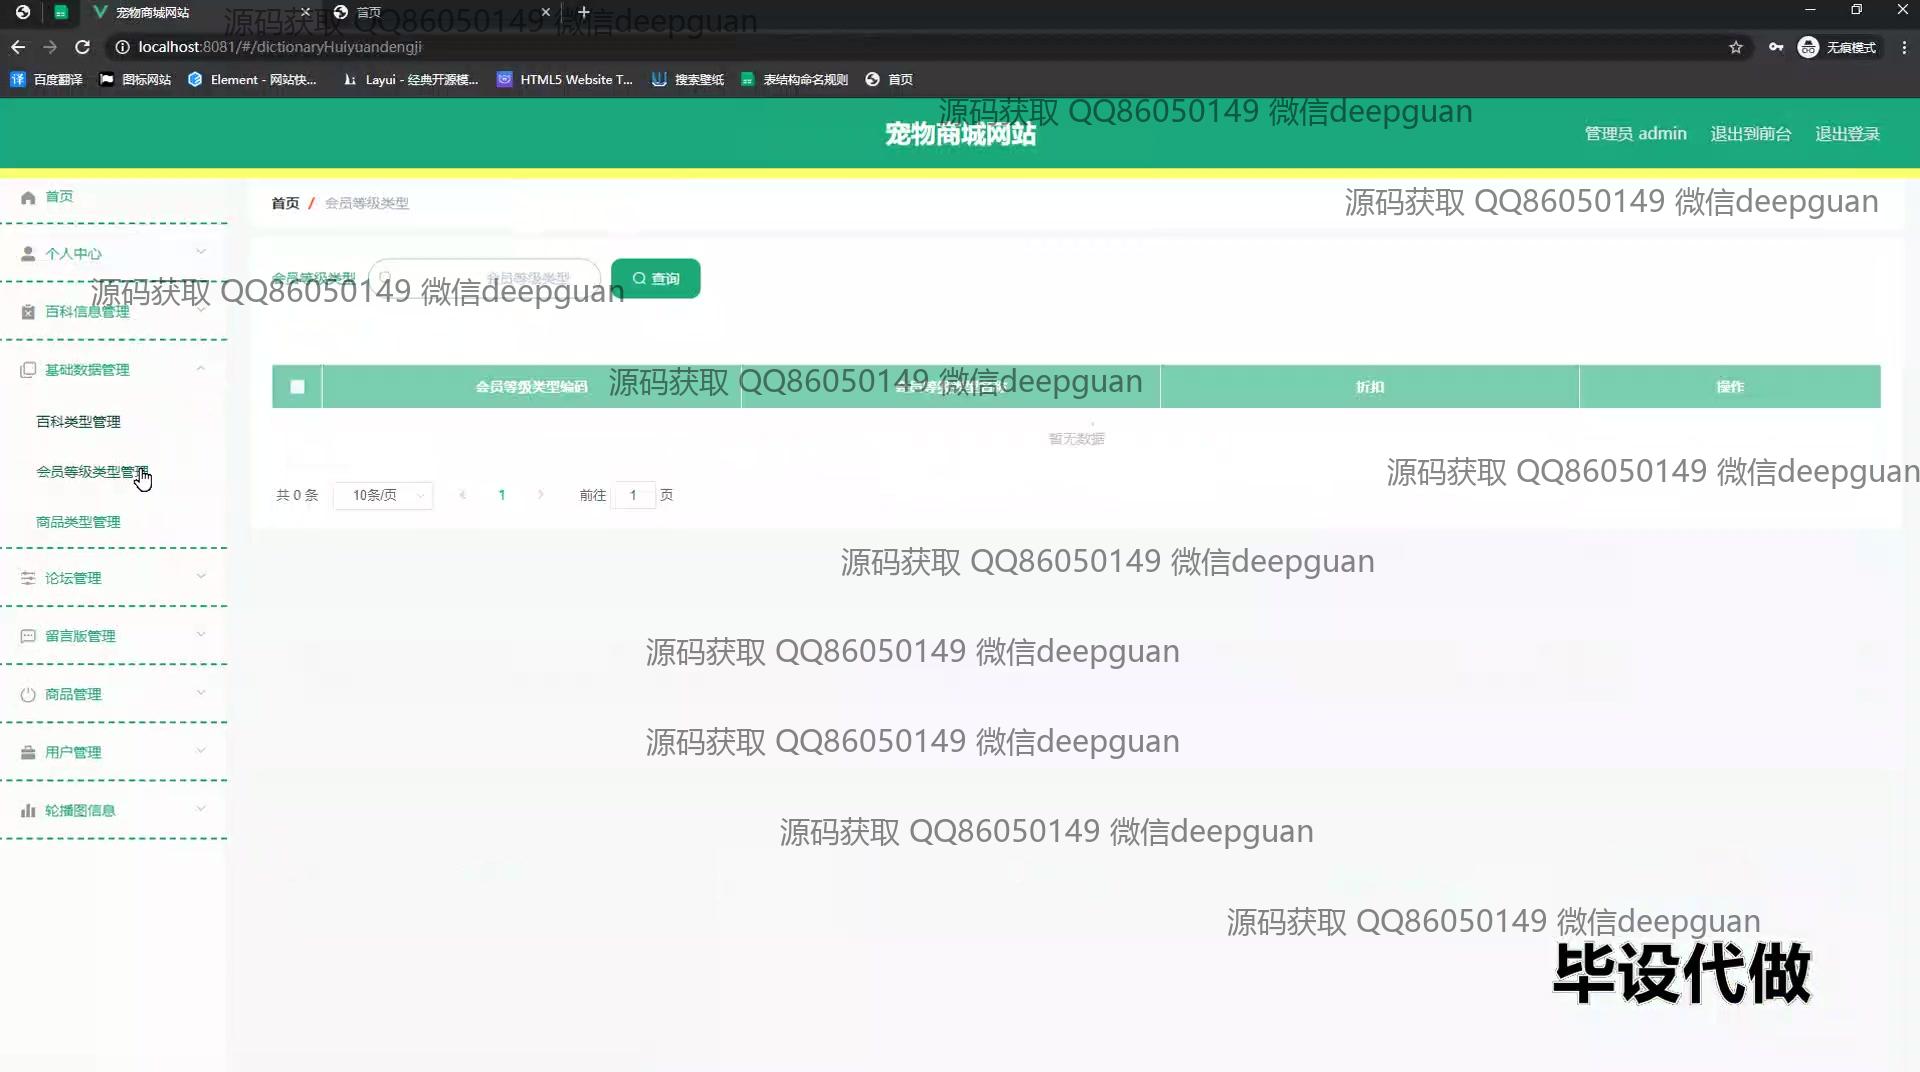 宠物商城网站
首页
源码获取 QQ86050149 微信deepguan
localhost:8081/#/dictionaryHuiyuandengji
无痕模式
百度翻译
图标网站
Element - 网站快...
Layui - 经典开源模...
HTML5 Website T...
搜索壁纸
表结构命名规则
首页
源码获取 QQ86050149 微信deepguan
宠物商城网站
管理员 admin
退出到前台
退出登录
首页
个人中心
百科信息管理
基础数据管理
百科类型管理
会员等级类型管理
商品类型管理
论坛管理
留言版管理
商品管理
用户管理
轮播图信息
首页 / 会员等级类型
源码获取 QQ86050149 微信deepguan
会员等级类型
会员等级类型
查询
源码获取 QQ86050149 微信deepguan
会员等级类型编码
折扣
操作
源码获取 QQ86050149 微信deepguan
暂无数据
共 0 条
10条/页
1
前往 1 页
源码获取 QQ86050149 微信deepguan
源码获取 QQ86050149 微信deepguan
源码获取 QQ86050149 微信deepguan
源码获取 QQ86050149 微信deepguan
源码获取 QQ86050149 微信deepguan
源码获取 QQ86050149 微信deepguan
毕设代做